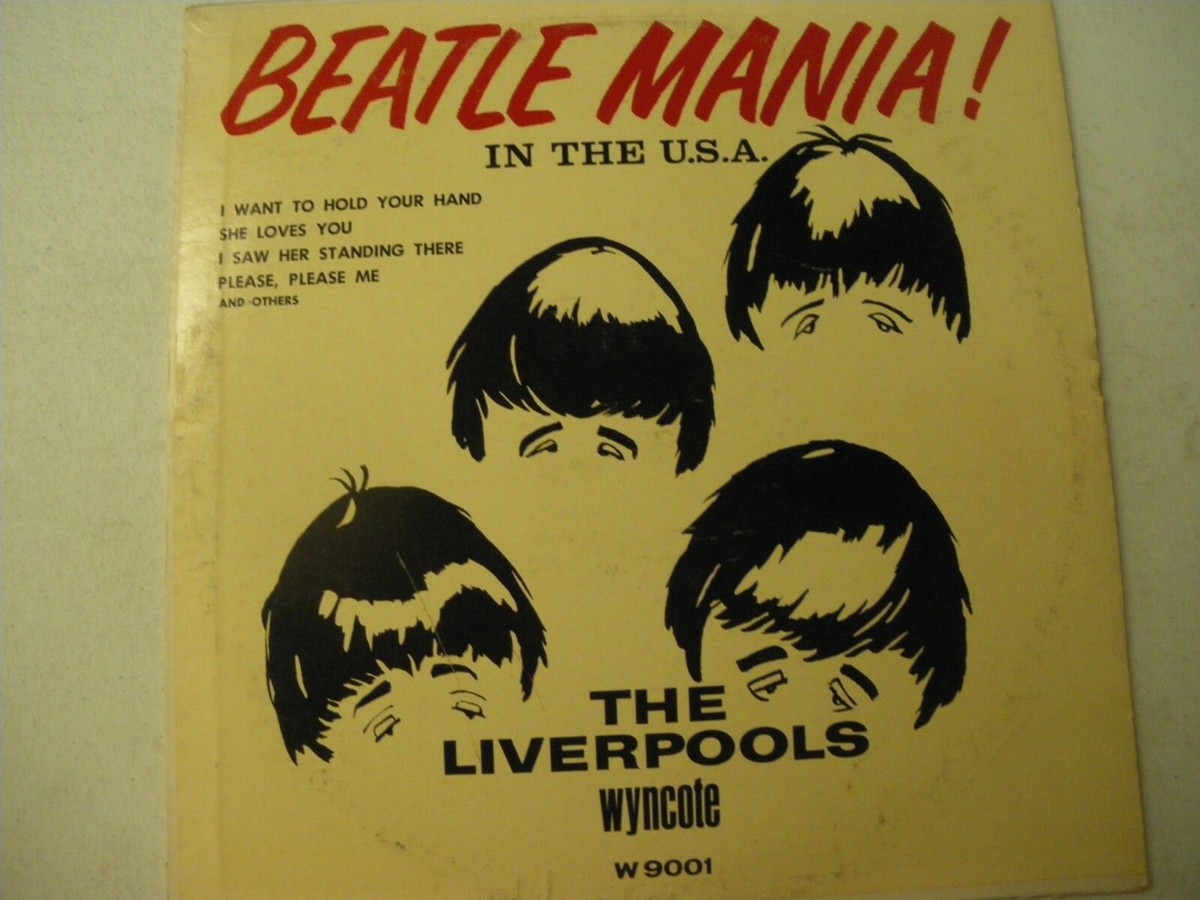 BEATLE MANIA!
IN THE U.S.A.
I WANT TO HOLD YOUR HAND
SHE LOVES YOU
I SAW HER STANDING THERE
PLEASE, PLEASE ME
AND OTHERS
THE
LIVERPOOLS
wyncote
W 9001